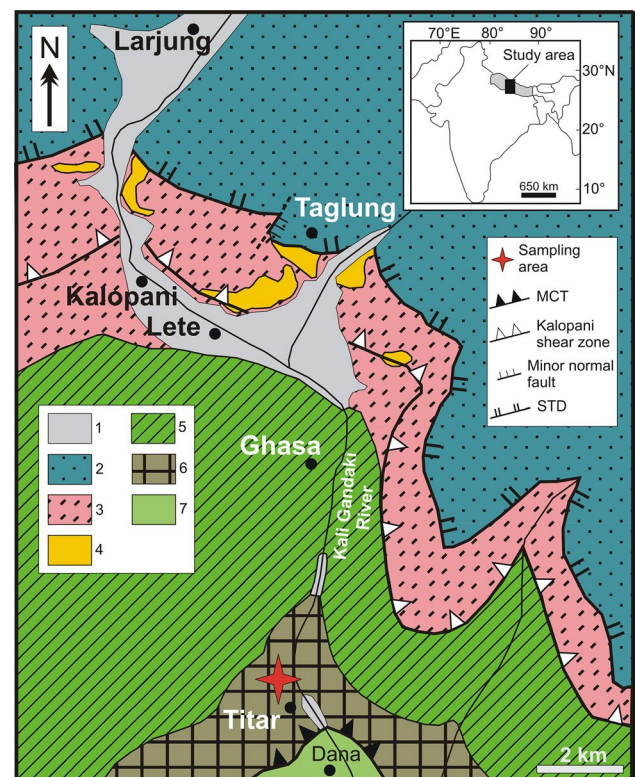 Larjung
N
70°E
80°
90°
Study area
30°N
20°
10°
650 km
Taglung
Sampling
area
MCT
Kalopani
shear zone
Minor normal
fault
STD
Kalopani
Lete
1
5
2
6
3
7
4
Ghasa
Kali Gandaki
River
Titar
Dana
2 km